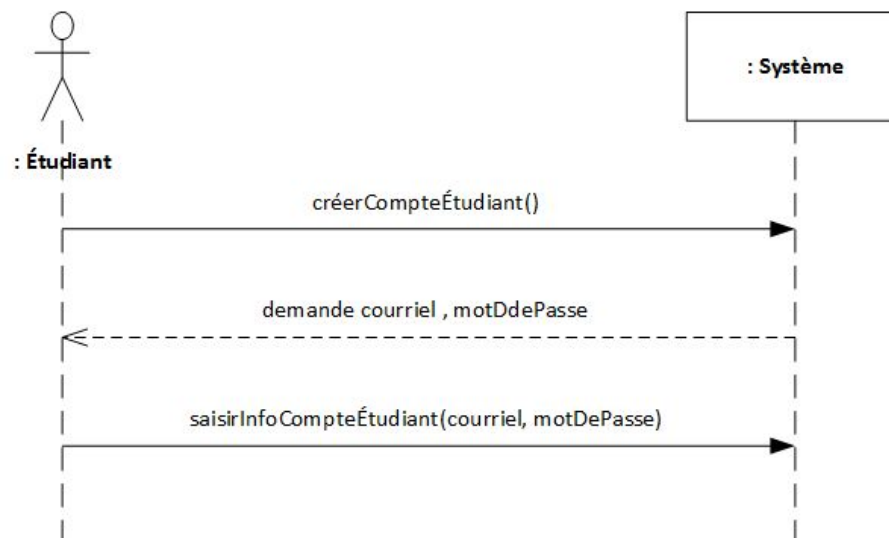 : Système
: Étudiant
créerCompteÉtudiant()
demande courriel , motDdePasse
saisirInfoCompteÉtudiant(courriel, motDePasse)